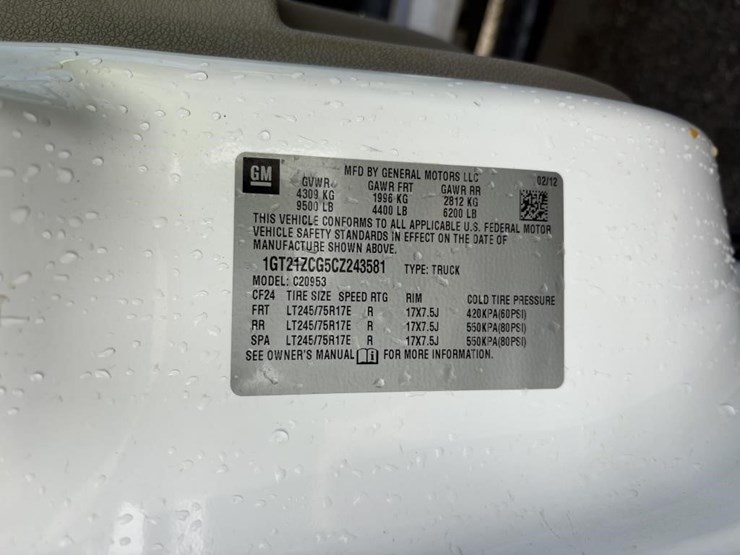 GM
MFD BY GENERAL MOTORS LLC 02/12
GVWR GAWR FRT GAWR RR
4309 KG 1996 KG 2812 KG
9500 LB 4400 LB 6200 LB
THIS VEHICLE CONFORMS TO ALL APPLICABLE U.S. FEDERAL MOTOR
VEHICLE SAFETY STANDARDS IN EFFECT ON THE DATE OF
MANUFACTURE SHOWN ABOVE.
1GT21ZCG5CZ243581 TYPE: TRUCK
MODEL: C20953
CF24 TIRE SIZE SPEED RTG RIM COLD TIRE PRESSURE
FRT LT245/75R17E R 17X7.5J 420KPA(60PSI)
RR LT245/75R17E R 17X7.5J 550KPA(80PSI)
SPA LT245/75R17E R 17X7.5J 550KPA(80PSI)
SEE OWNER'S MANUAL i FOR MORE INFORMATION.